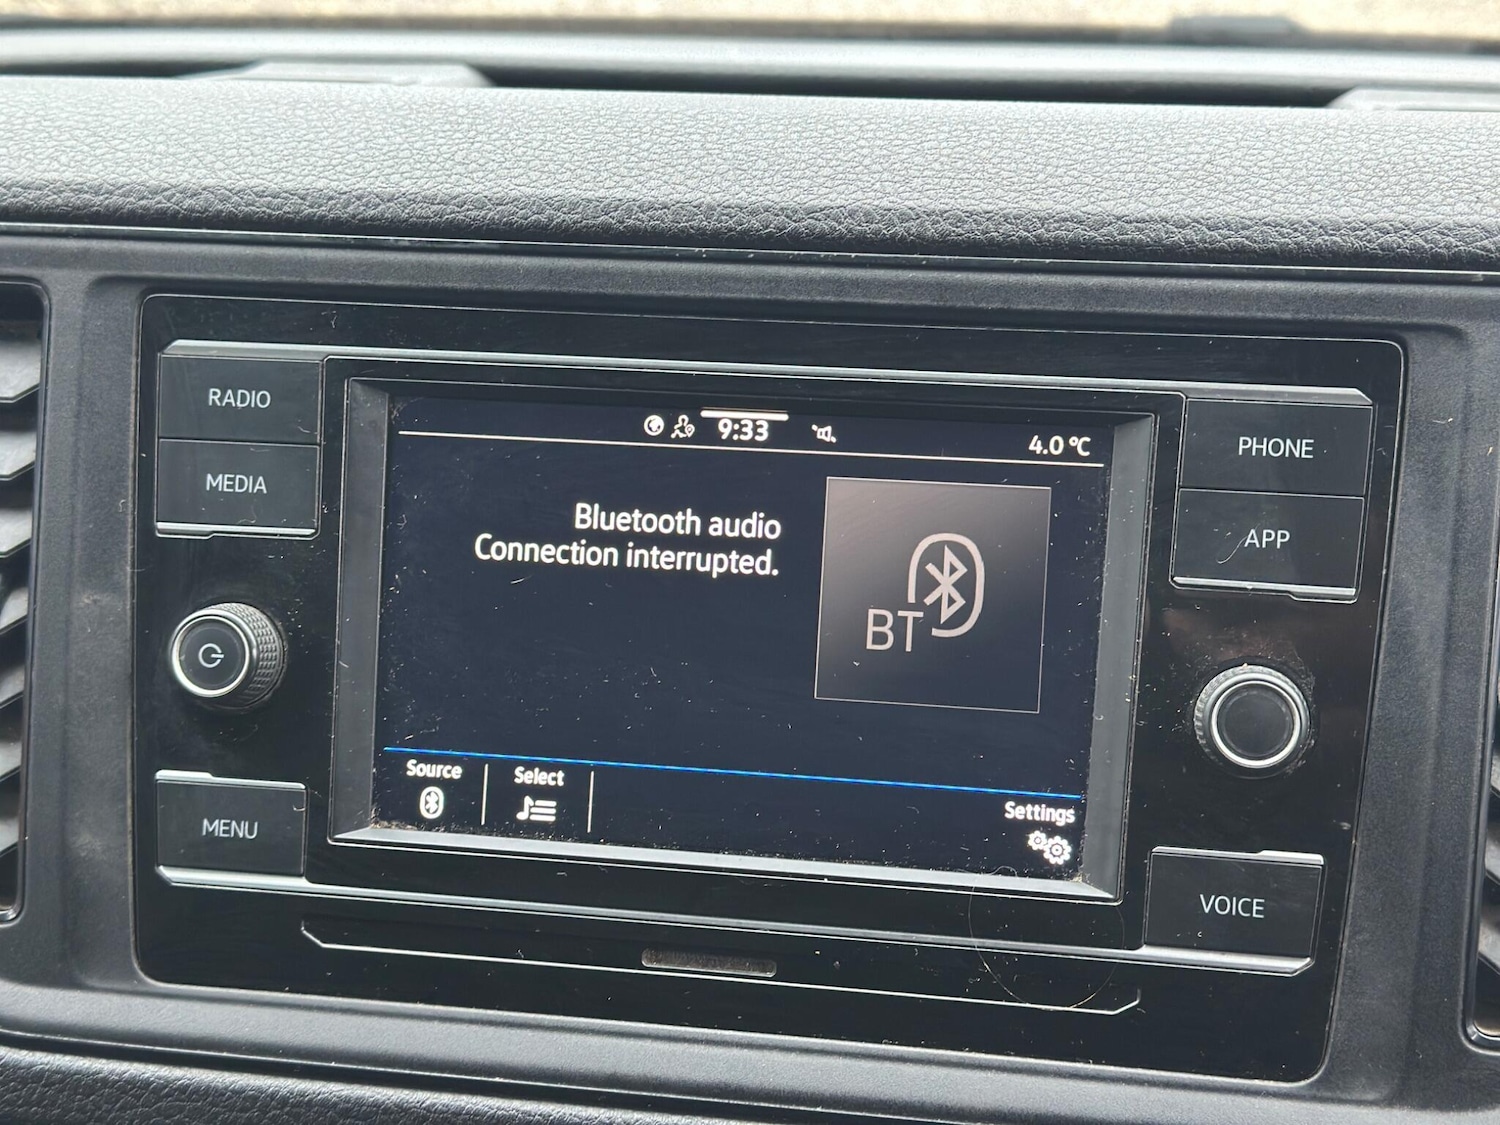 RADIO
MEDIA
MENU
9:33
4.0 °C
Bluetooth audio
Connection interrupted.
BT
Source
Select
Settings
PHONE
APP
VOICE